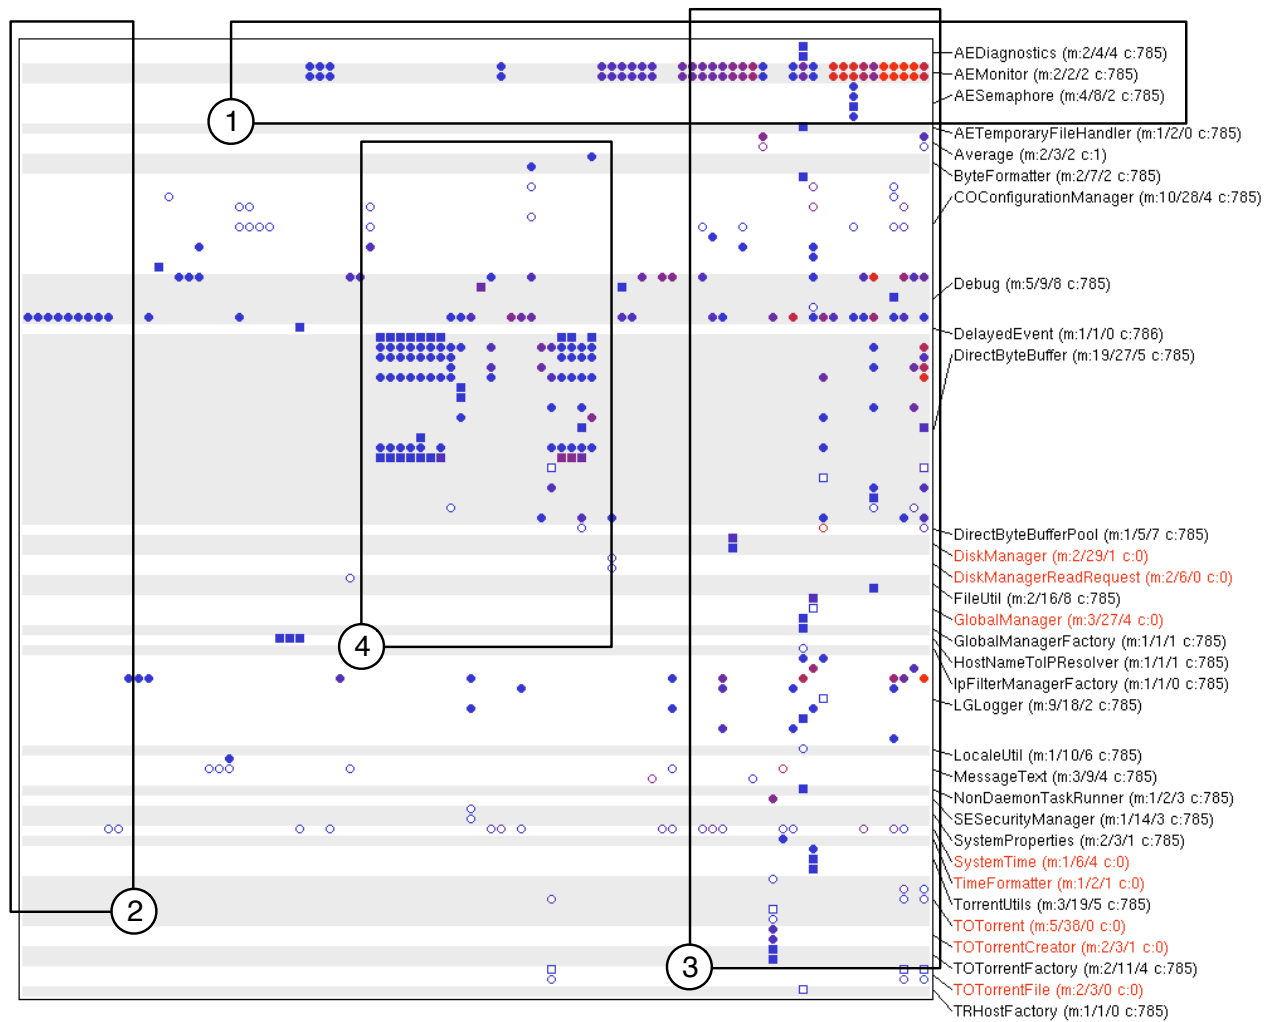 AEDiagnostics (m:2/4/4 c:785)
AEMonitor (m:2/2/2 c:785)
AESemaphore (m:4/8/2 c:785)
1
AETemporaryFileHandler (m:1/2/0 c:785)
Average (m:2/3/2 c:1)
ByteFormatter (m:2/7/2 c:785)
COConfigurationManager (m:10/28/4 c:785)
Debug (m:5/9/8 c:785)
DelayedEvent (m:1/1/0 c:786)
DirectByteBuffer (m:19/27/5 c:785)
DirectByteBufferPool (m:1/5/7 c:785)
DiskManager (m:2/29/1 c:0)
DiskManagerReadRequest (m:2/6/0 c:0)
FileUtil (m:2/16/8 c:785)
GlobalManager (m:3/27/4 c:0)
GlobalManagerFactory (m:1/1/1 c:785)
4
HostNameToIPResolver (m:1/1/1 c:785)
IpFilterManagerFactory (m:1/1/0 c:785)
LGLogger (m:9/18/2 c:785)
LocaleUtil (m:1/10/6 c:785)
MessageText (m:3/9/4 c:785)
NonDaemonTaskRunner (m:1/2/3 c:785)
SESecurityManager (m:1/14/3 c:785)
SystemProperties (m:2/3/1 c:785)
SystemTime (m:1/6/4 c:0)
TimeFormatter (m:1/2/1 c:0)
TorrentUtils (m:3/19/5 c:785)
2
TOTorrent (m:5/38/0 c:0)
TOTorrentCreator (m:2/3/1 c:0)
3
TOTorrentFactory (m:2/11/4 c:785)
TOTorrentFile (m:2/3/0 c:0)
TRHostFactory (m:1/1/0 c:785)